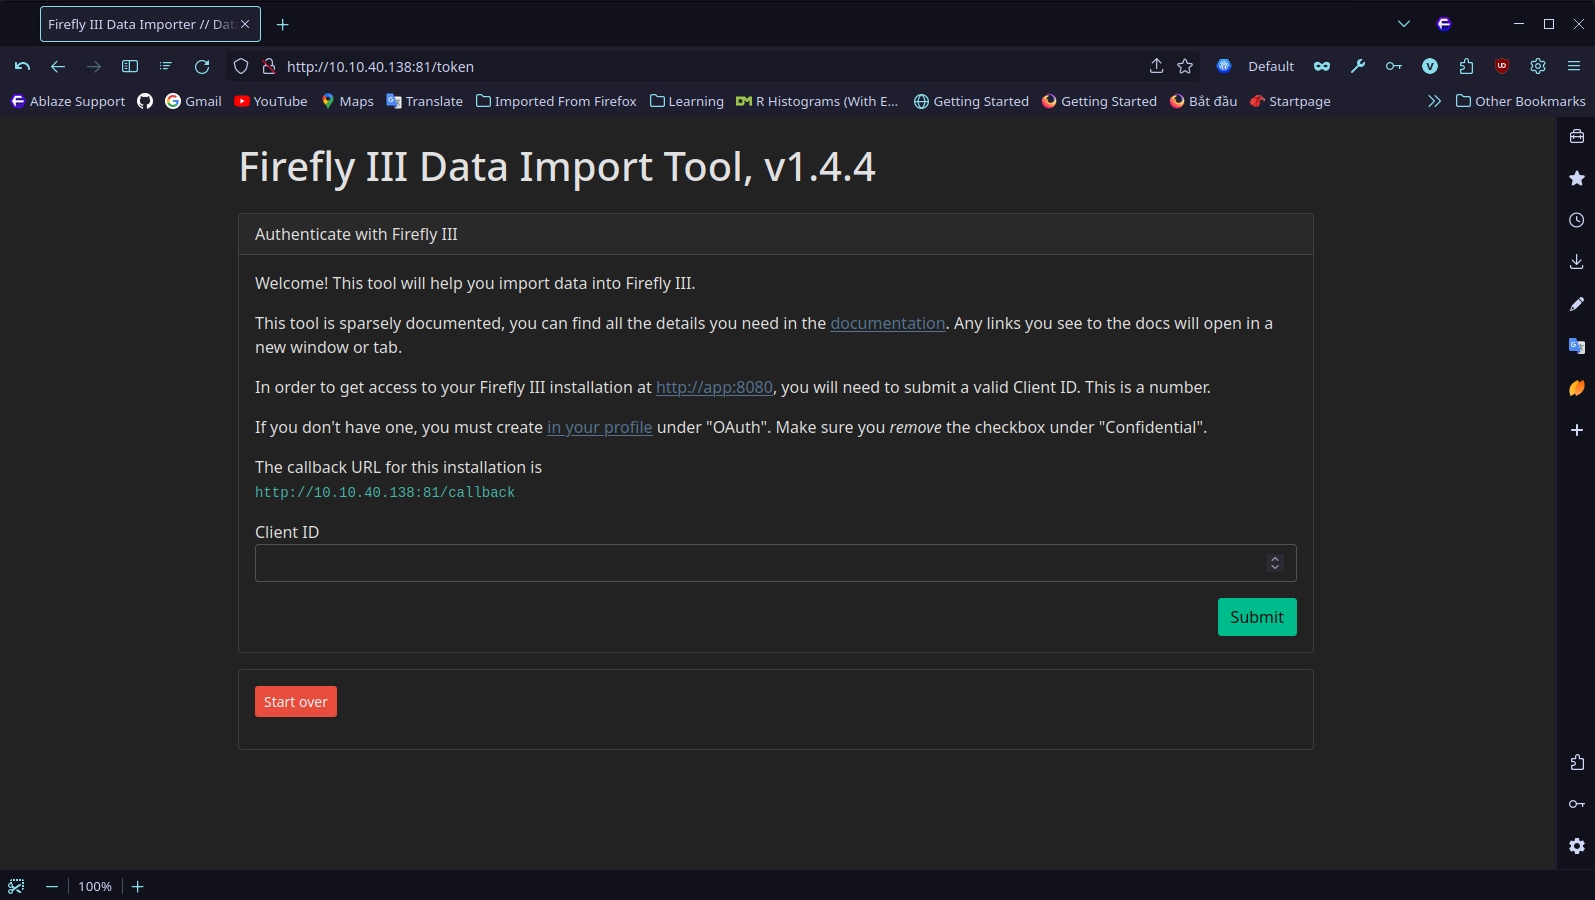 Firefly III Data Importer // Dat
http://10.10.40.138:81/token
Default
Ablaze Support
Gmail
YouTube
Maps
Translate
Imported From Firefox
Learning
R Histograms (With E...
Getting Started
Getting Started
Bắt đầu
Startpage
Other Bookmarks
Firefly III Data Import Tool, v1.4.4
Authenticate with Firefly III
Welcome! This tool will help you import data into Firefly III.
This tool is sparsely documented, you can find all the details you need in the documentation. Any links you see to the docs will open in a
new window or tab.
In order to get access to your Firefly III installation at http://app:8080, you will need to submit a valid Client ID. This is a number.
If you don't have one, you must create in your profile under "OAuth". Make sure you remove the checkbox under "Confidential".
The callback URL for this installation is
http://10.10.40.138:81/callback
Client ID
Submit
Start over
100%